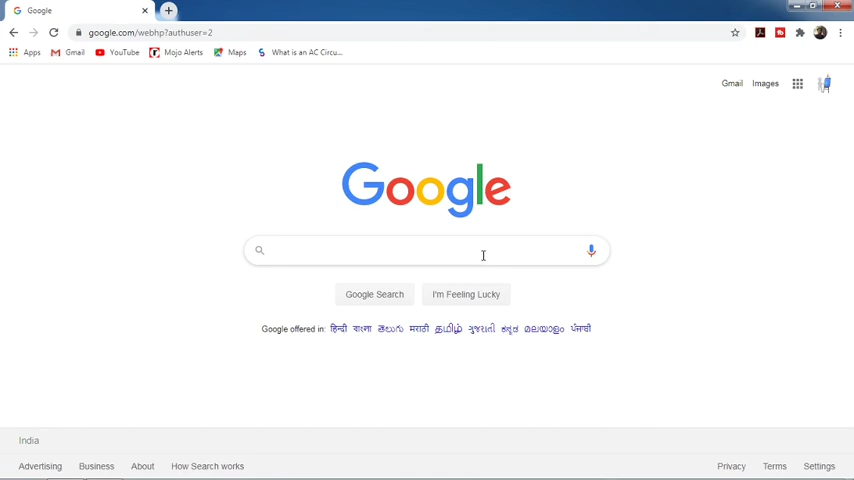 Google
google.com/webhp?authuser=2
Apps Gmail YouTube Mojo Alerts Maps What is an AC Circu...
Gmail Images
Google
Google Search I'm Feeling Lucky
Google offered in: हिन्दी বাংলা తెలుగు मराठी தமிழ் ગુજરાતી ಕನ್ನಡ മലയാളം ਪੰਜਾਬੀ
India
Advertising Business About How Search works Privacy Terms Settings